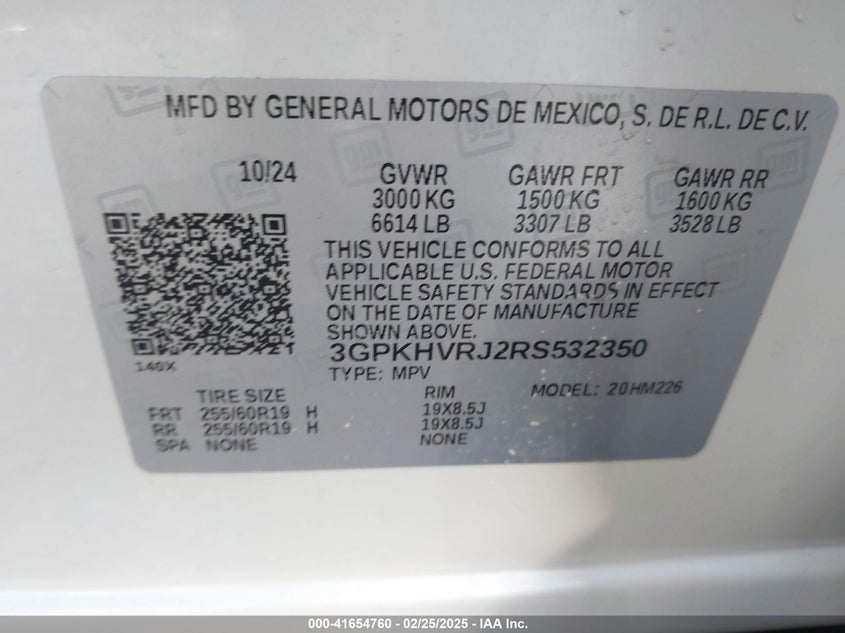 MFD BY GENERAL MOTORS DE MEXICO, S. DE R.L. DE C.V.
10/24 GVWR GAWR FRT GAWR RR
3000 KG 1500 KG 1600 KG
6614 LB 3307 LB 3528 LB
THIS VEHICLE CONFORMS TO ALL
APPLICABLE U.S. FEDERAL MOTOR
VEHICLE SAFETY STANDARDS IN EFFECT
ON THE DATE OF MANUFACTURE
SHOWN ABOVE.
3GPKHVRJ2RS532350
140X
TYPE: MPV
TIRE SIZE RIM MODEL: 20HM226
FRT 255/60R19 H 19X8.5J
RR 255/60R19 H 19X8.5J
SPA NONE NONE
000-41654760 - 02/25/2025 - IAA Inc.